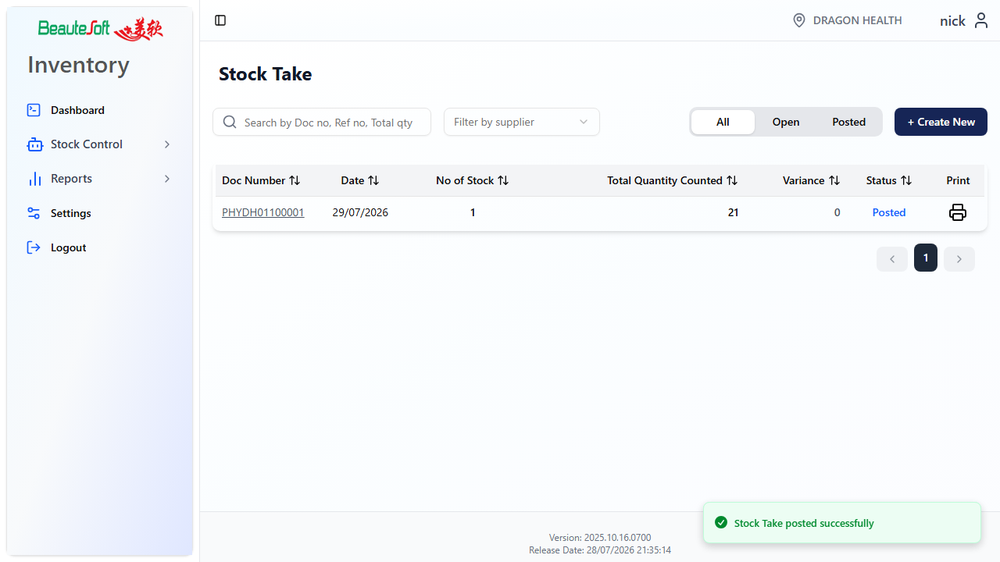 BeauteSoft 美软
Inventory
Dashboard
Stock Control
Reports
Settings
Logout
DRAGON HEALTH
nick
Stock Take
Search by Doc no, Ref no, Total qty
Filter by supplier
All
Open
Posted
+ Create New
Doc Number
Date
No of Stock
Total Quantity Counted
Variance
Status
Print
PHYDH01100001
29/07/2026
1
21
0
Posted
1
Stock Take posted successfully
Version: 2025.10.16.0700
Release Date: 28/07/2026 21:35:14